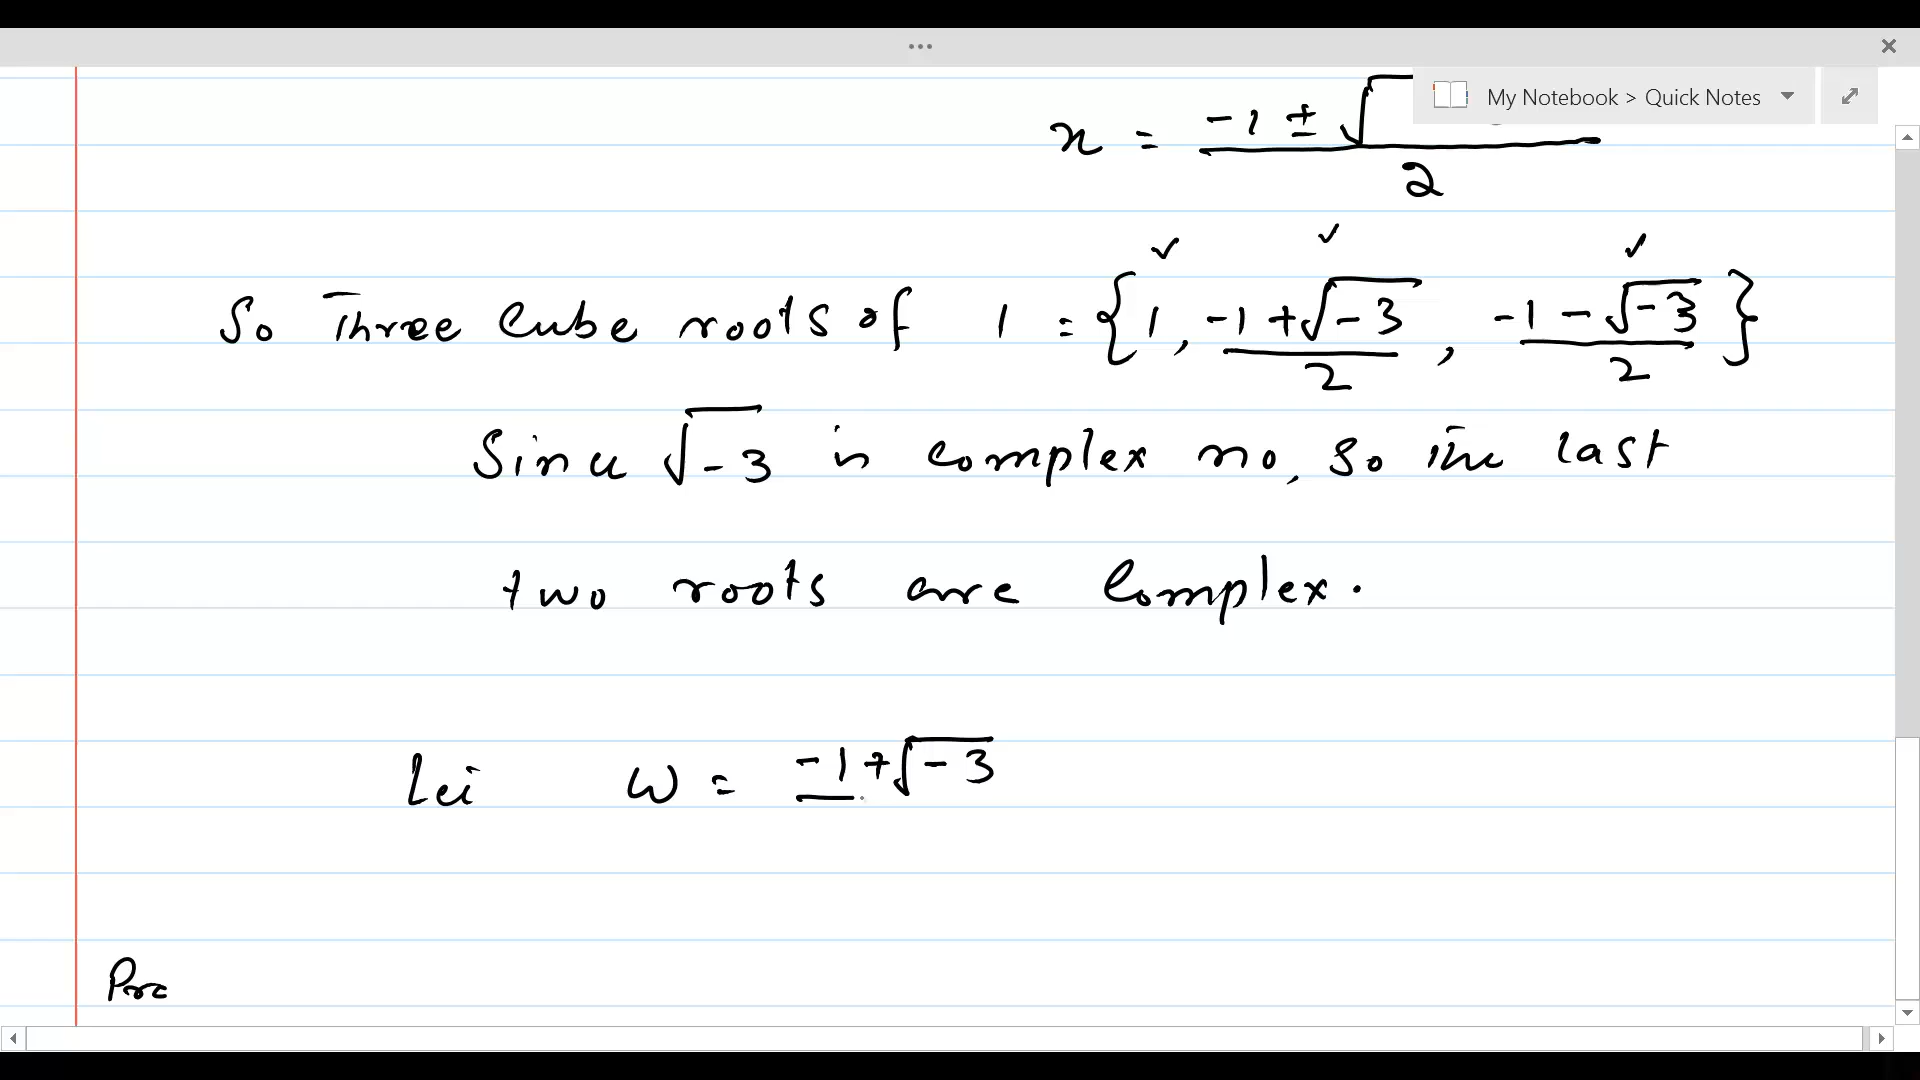 ...
My Notebook > Quick Notes
x = -1 ± √ / 2
So Three Cube roots of 1 = {1, -1+√-3 / 2, -1-√-3 / 2}
Since √-3 is complex no, so the last
two roots are Complex.
Let ω = -1+√-3
Pro